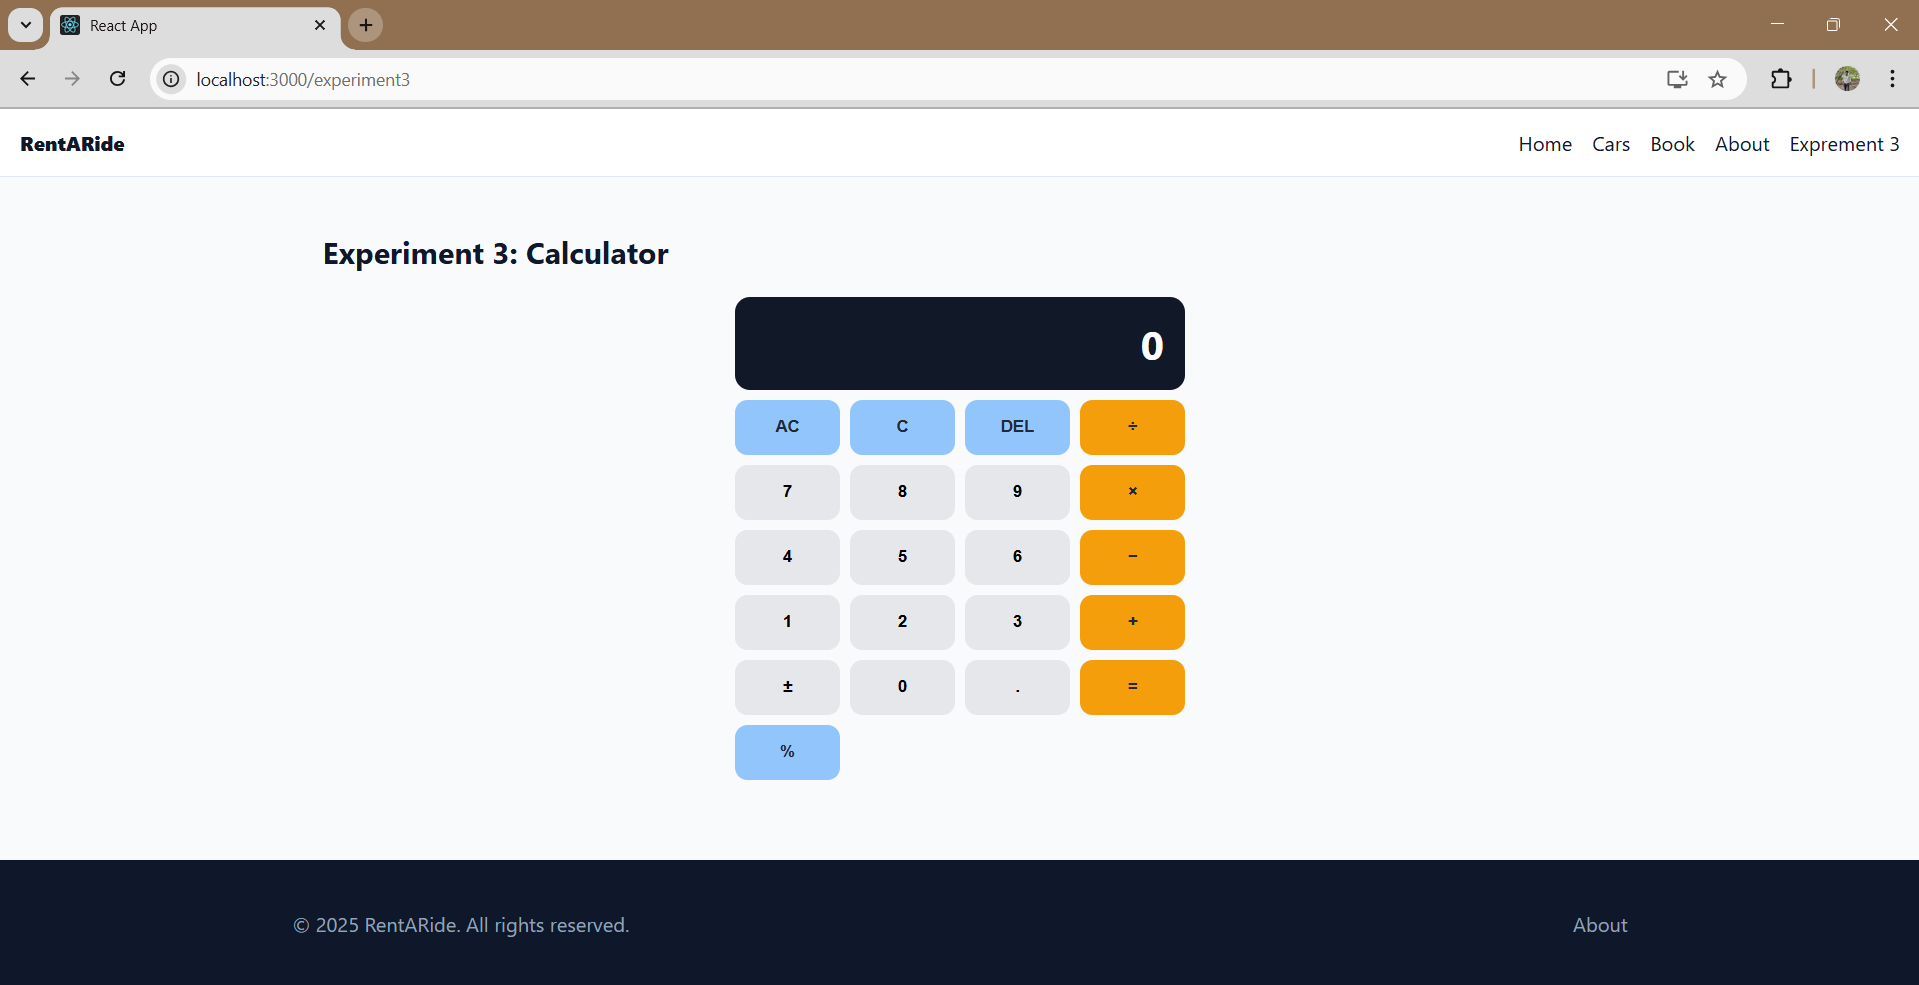 React App
localhost:3000/experiment3
RentARide Home Cars Book About Exprement 3
Experiment 3: Calculator
0
AC C DEL ÷
7 8 9 ×
4 5 6 −
1 2 3 +
± 0 . =
%
© 2025 RentARide. All rights reserved. About